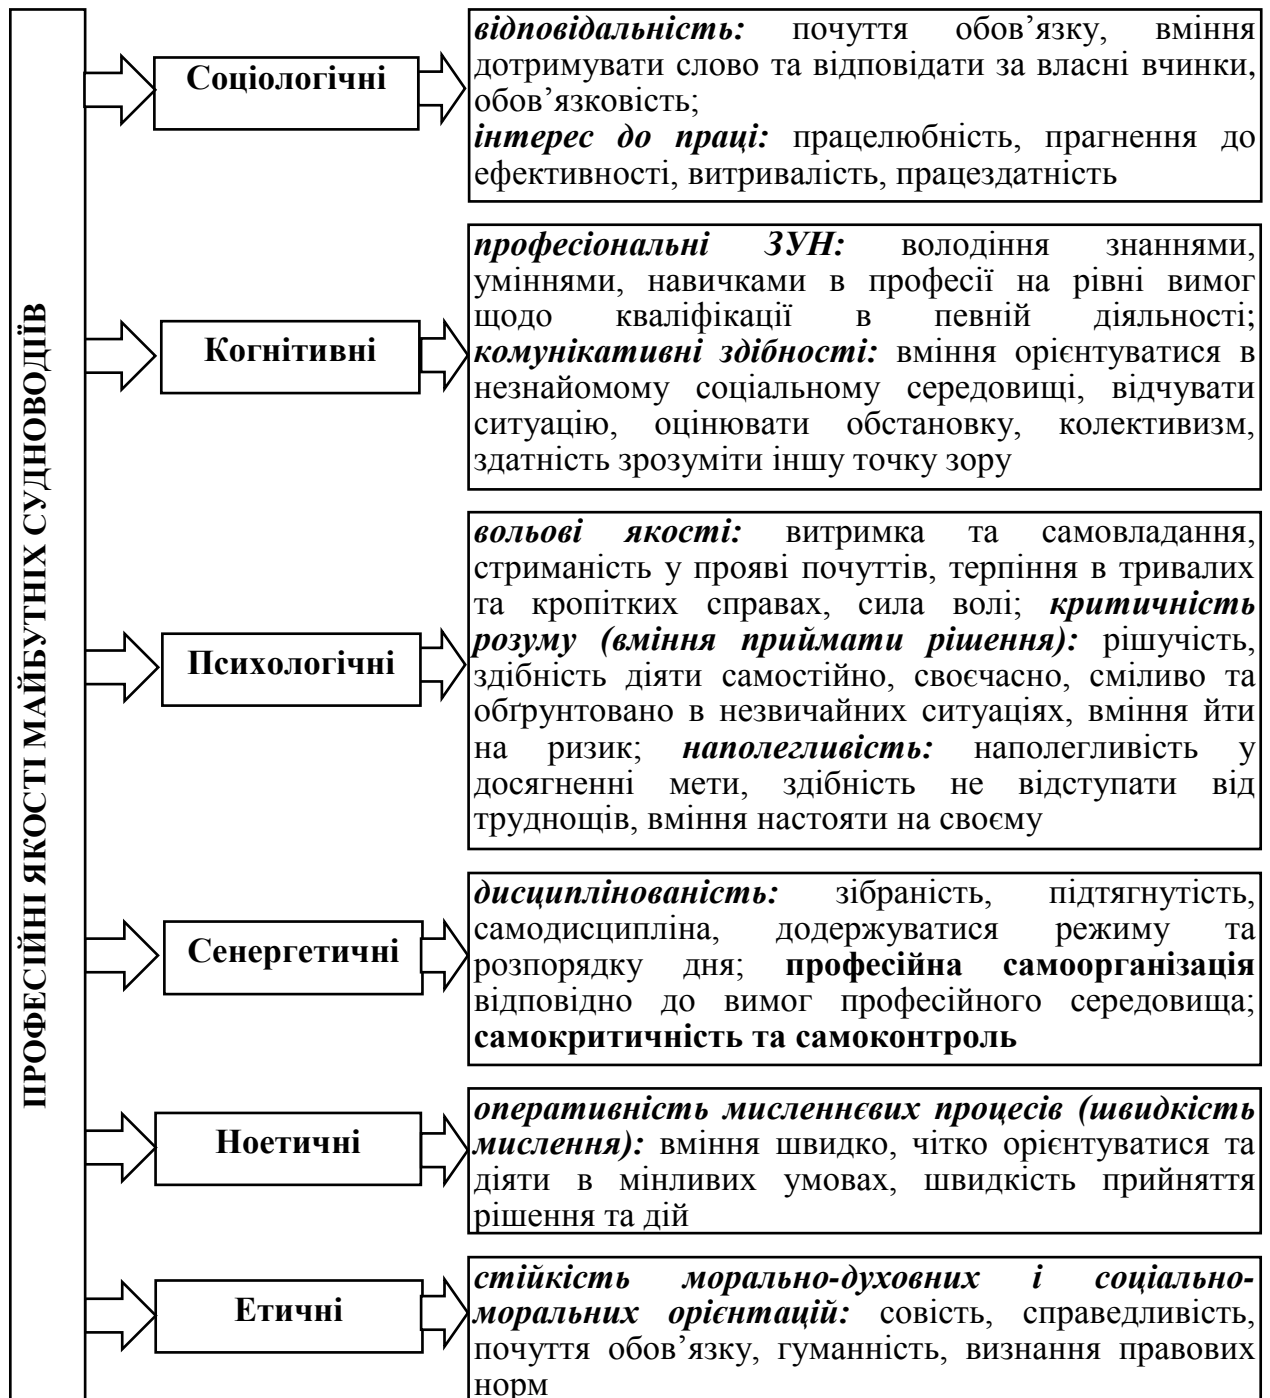 ПРОФЕСІЙНІ ЯКОСТІ МАЙБУТНІХ СУДНОВОДІЇВ
Соціологічні
відповідальність: почуття обов’язку, вміння
дотримувати слово та відповідати за власні вчинки,
обов’язковість;
інтерес до праці: працелюбність, прагнення до
ефективності, витривалість, працездатність
Когнітивні
професіональні ЗУН: володіння знаннями,
уміннями, навичками в професії на рівні вимог
щодо кваліфікації в певній діяльності;
комунікативні здібності: вміння орієнтуватися в
незнайомому соціальному середовищі, відчувати
ситуацію, оцінювати обстановку, колективизм,
здатність зрозуміти іншу точку зору
Психологічні
вольові якості: витримка та самовладання,
стриманість у прояві почуттів, терпіння в тривалих
та кропітких справах, сила волі; критичність
розуму (вміння приймати рішення): рішучість,
здібність діяти самостійно, своєчасно, сміливо та
обґрунтовано в незвичайних ситуаціях, вміння йти
на ризик; наполегливість: наполегливість у
досягненні мети, здібність не відступати від
труднощів, вміння настояти на своєму
Сенергетичні
дисциплінованість: зібраність, підтягнутість,
самодисципліна, додержуватися режиму та
розпорядку дня; професійна самоорганізація
відповідно до вимог професійного середовища;
самокритичність та самоконтроль
Ноетичні
оперативність мисленнєвих процесів (швидкість
мислення): вміння швидко, чітко орієнтуватися та
діяти в мінливих умовах, швидкість прийняття
рішення та дій
Етичні
стійкість морально-духовних і соціально-
моральних орієнтацій: совість, справедливість,
почуття обов’язку, гуманність, визнання правових
норм